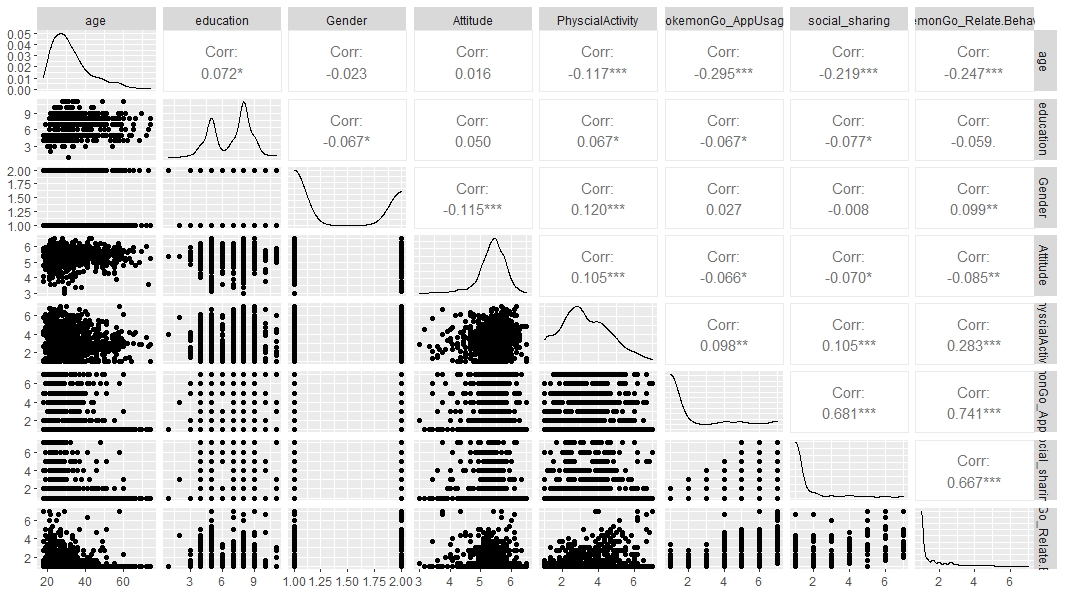 age education Gender Attitude PhyscialActivity okemonGo_AppUsag social_sharing emonGo_Relate.Behav
0.05
0.04
0.03
0.02
0.01
0.00
Corr: Corr: Corr: Corr: Corr: Corr: Corr:
0.072* -0.023 0.016 -0.117*** -0.295*** -0.219*** -0.247***
age
9
6
3
Corr: Corr: Corr: Corr: Corr: Corr:
-0.067* 0.050 0.067* -0.067* -0.077* -0.059.
education
2.00
1.75
1.50
1.25
1.00
Corr: Corr: Corr: Corr: Corr:
-0.115*** 0.120*** 0.027 -0.008 0.099**
Gender
6
5
4
3
Corr: Corr: Corr: Corr:
0.105*** -0.066* -0.070* -0.085**
Attitude
6
4
2
Corr: Corr: Corr:
0.098** 0.105*** 0.283***
hyscialActiv
6
4
2
Corr: Corr:
0.681*** 0.741***
monGo_App
6
4
2
Corr:
0.667***
ocial_sharin
6
4
2
Go_Relate.
20 40 60 3 6 9 1.00 1.25 1.50 1.75 2.00 3 4 5 6 2 4 6 2 4 6 2 4 6 2 4 6